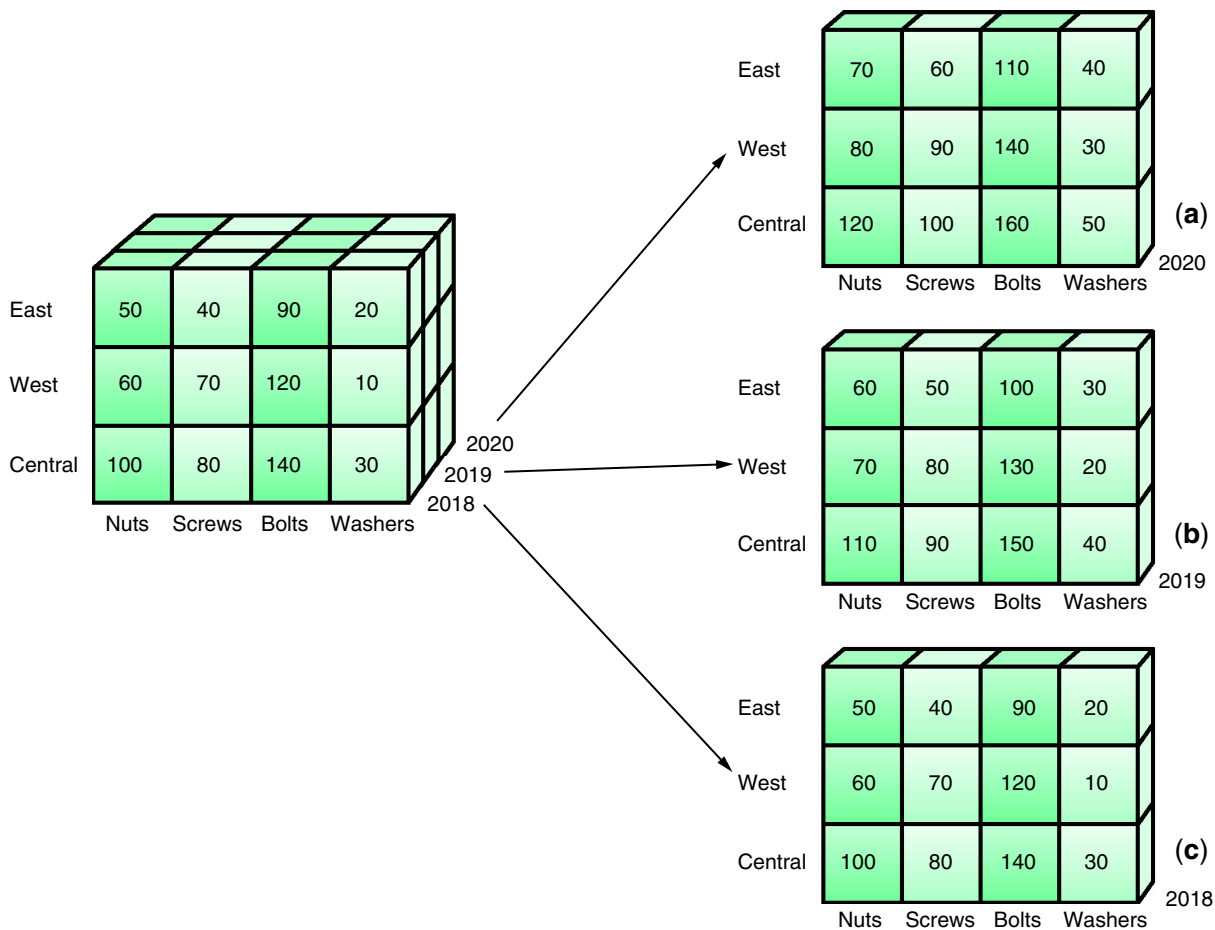 East 50 40 90 20
West 60 70 120 10
Central 100 80 140 30
Nuts Screws Bolts Washers
2020
2019
2018
East 70 60 110 40
West 80 90 140 30
Central 120 100 160 50
(a)
2020
Nuts Screws Bolts Washers
East 60 50 100 30
West 70 80 130 20
Central 110 90 150 40
(b)
2019
Nuts Screws Bolts Washers
East 50 40 90 20
West 60 70 120 10
Central 100 80 140 30
(c)
2018
Nuts Screws Bolts Washers